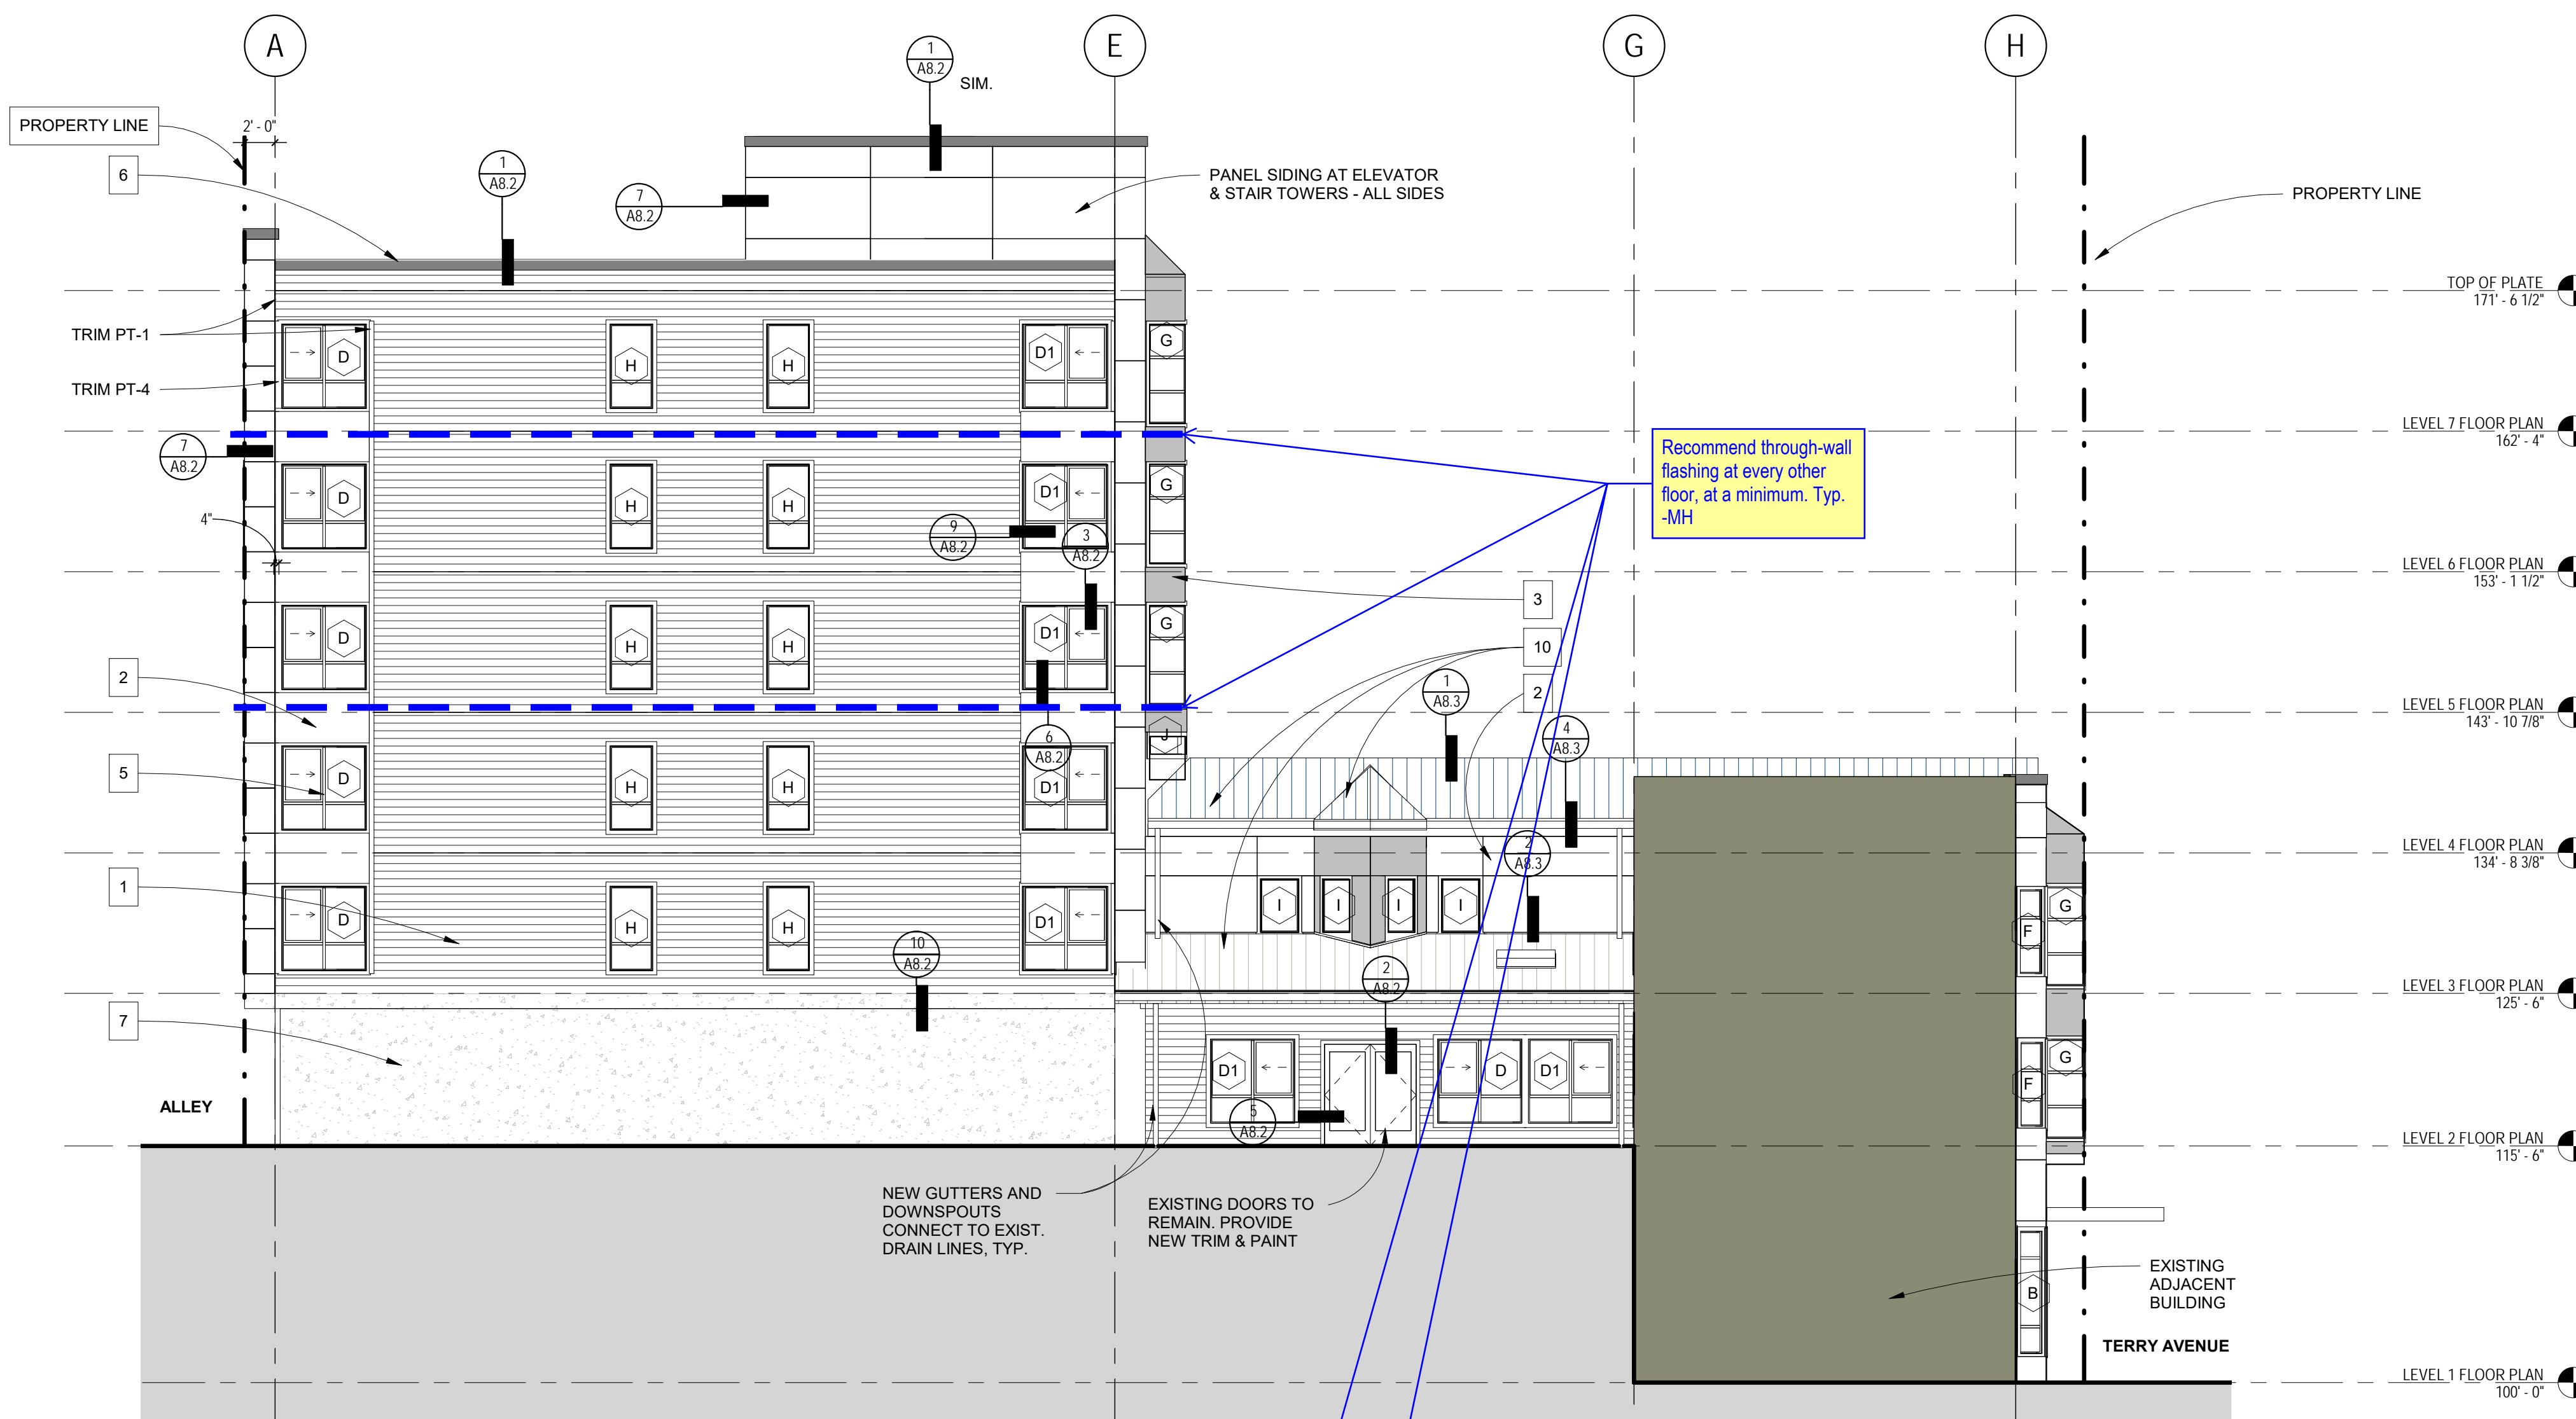 A
E
G
H
1
A8.2
SIM.
PROPERTY LINE
2' - 0"
6
1
A8.2
7
A8.2
PANEL SIDING AT ELEVATOR
& STAIR TOWERS - ALL SIDES
PROPERTY LINE
TOP OF PLATE
171' - 6 1/2"
TRIM PT-1
TRIM PT-4
D
H
H
D1
G
7
A8.2
LEVEL 7 FLOOR PLAN
162' - 4"
Recommend through-wall
flashing at every other
floor, at a minimum. Typ.
-MH
D
H
H
D1
G
4"
9
A8.2
3
A8.2
LEVEL 6 FLOOR PLAN
153' - 1 1/2"
3
10
2
D
H
H
D1
G
2
1
A8.3
LEVEL 5 FLOOR PLAN
143' - 10 7/8"
6
A8.2
J
4
A8.3
5
D
H
H
D1
2
A8.3
LEVEL 4 FLOOR PLAN
134' - 8 3/8"
1
D
H
H
D1
I
I
I
I
F
G
10
A8.2
2
A8.2
LEVEL 3 FLOOR PLAN
125' - 6"
7
D1
D
D1
F
G
5
A8.2
ALLEY
LEVEL 2 FLOOR PLAN
115' - 6"
NEW GUTTERS AND
DOWNSPOUTS
CONNECT TO EXIST.
DRAIN LINES, TYP.
EXISTING DOORS TO
REMAIN. PROVIDE
NEW TRIM & PAINT
B
EXISTING
ADJACENT
BUILDING
TERRY AVENUE
LEVEL 1 FLOOR PLAN
100' - 0"